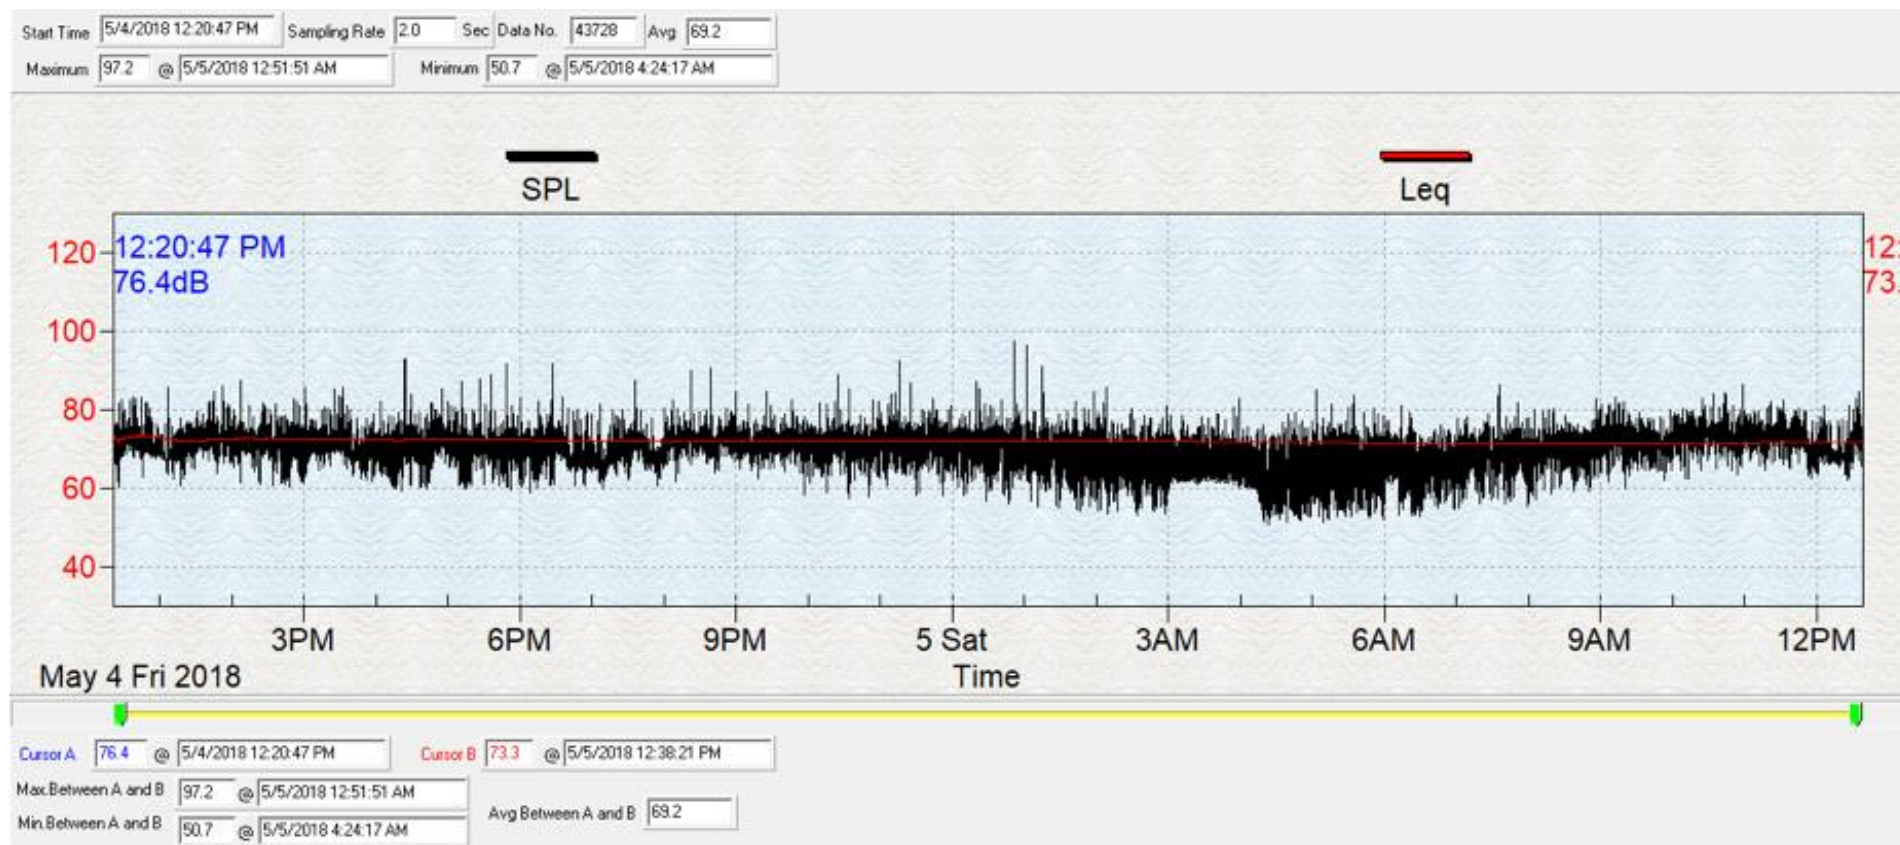 Start Time 5/4/2018 12:20:47 PM Sampling Rate 2.0 Sec Data No. 43728 Avg 69.2
Maximum 97.2 @ 5/5/2018 12:51:51 AM Minimum 50.7 @ 5/5/2018 4:24:17 AM
SPL Leq
120 12:20:47 PM 12:
76.4dB 73.
100
80
60
40
3PM 6PM 9PM 5 Sat 3AM 6AM 9AM 12PM
May 4 Fri 2018 Time
Cursor A 76.4 @ 5/4/2018 12:20:47 PM Cursor B 73.3 @ 5/5/2018 12:38:21 PM
Max.Between A and B 97.2 @ 5/5/2018 12:51:51 AM
Avg Between A and B 69.2
Min.Between A and B 50.7 @ 5/5/2018 4:24:17 AM